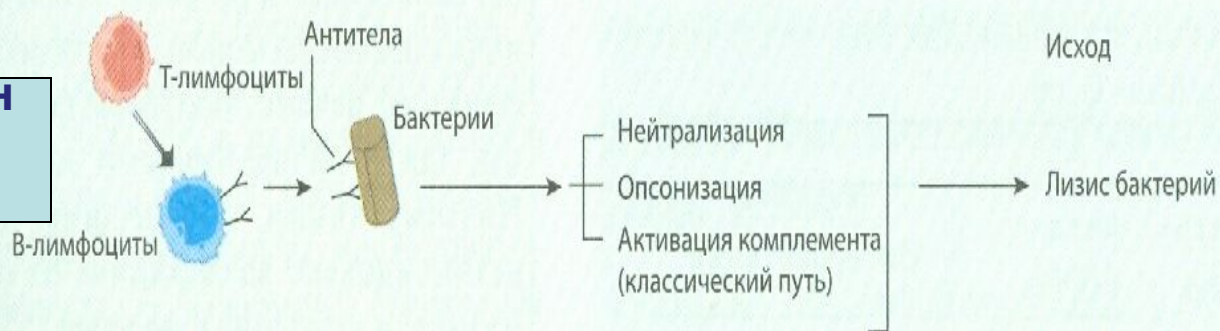 Антитела
Исход
Т-лимфоциты
Бактерии
Нейтрализация
Опсонизация
Лизис бактерий
В-лимфоциты
Активация комплемента
(классический путь)